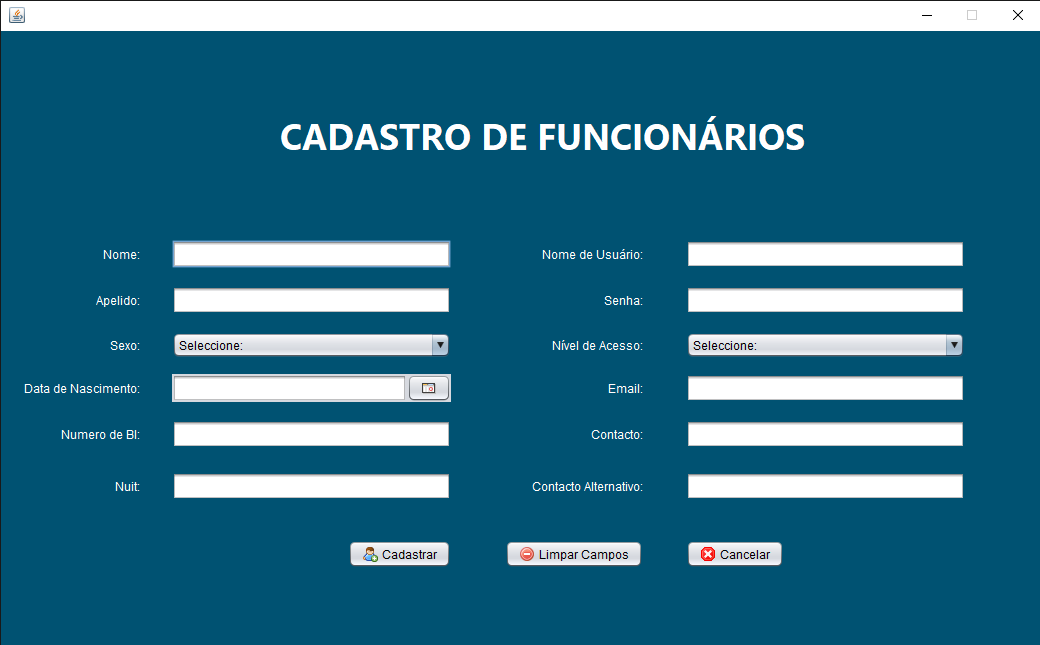 CADASTRO DE FUNCIONÁRIOS
Nome:
Nome de Usuário:
Apelido:
Senha:
Sexo:
Seleccione:
Nível de Acesso:
Seleccione:
Data de Nascimento:
Email:
Numero de BI:
Contacto:
Nuit:
Contacto Alternativo:
Cadastrar
Limpar Campos
Cancelar